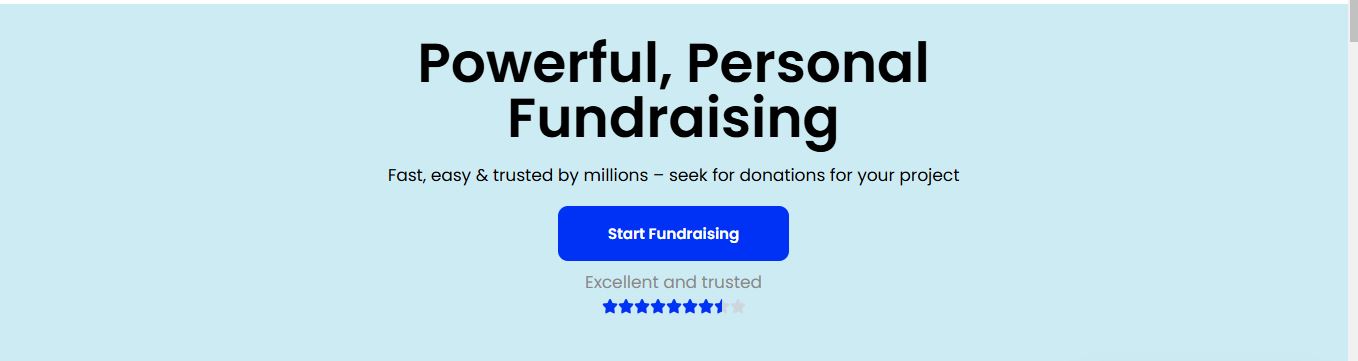 Powerful, Personal
Fundraising
Fast, easy & trusted by millions – seek for donations for your project
Start Fundraising
Excellent and trusted